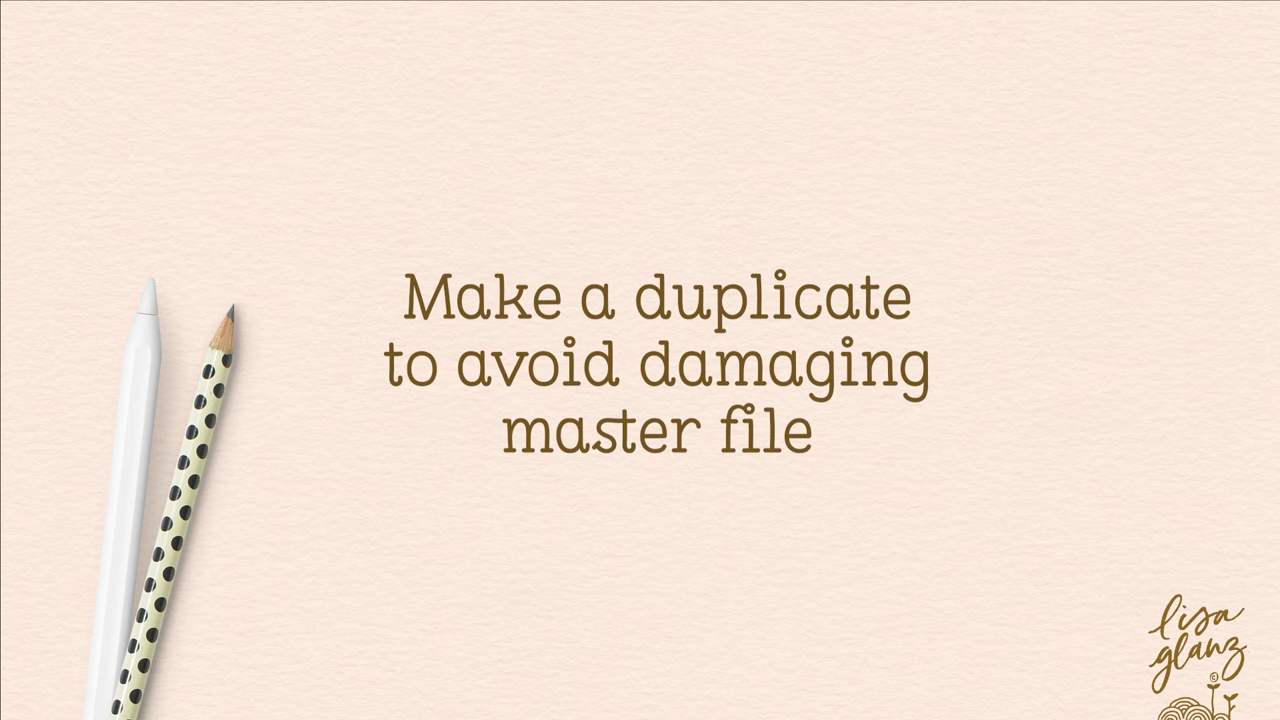 Make a duplicate
to avoid damaging
master file
lisa
glanz
©